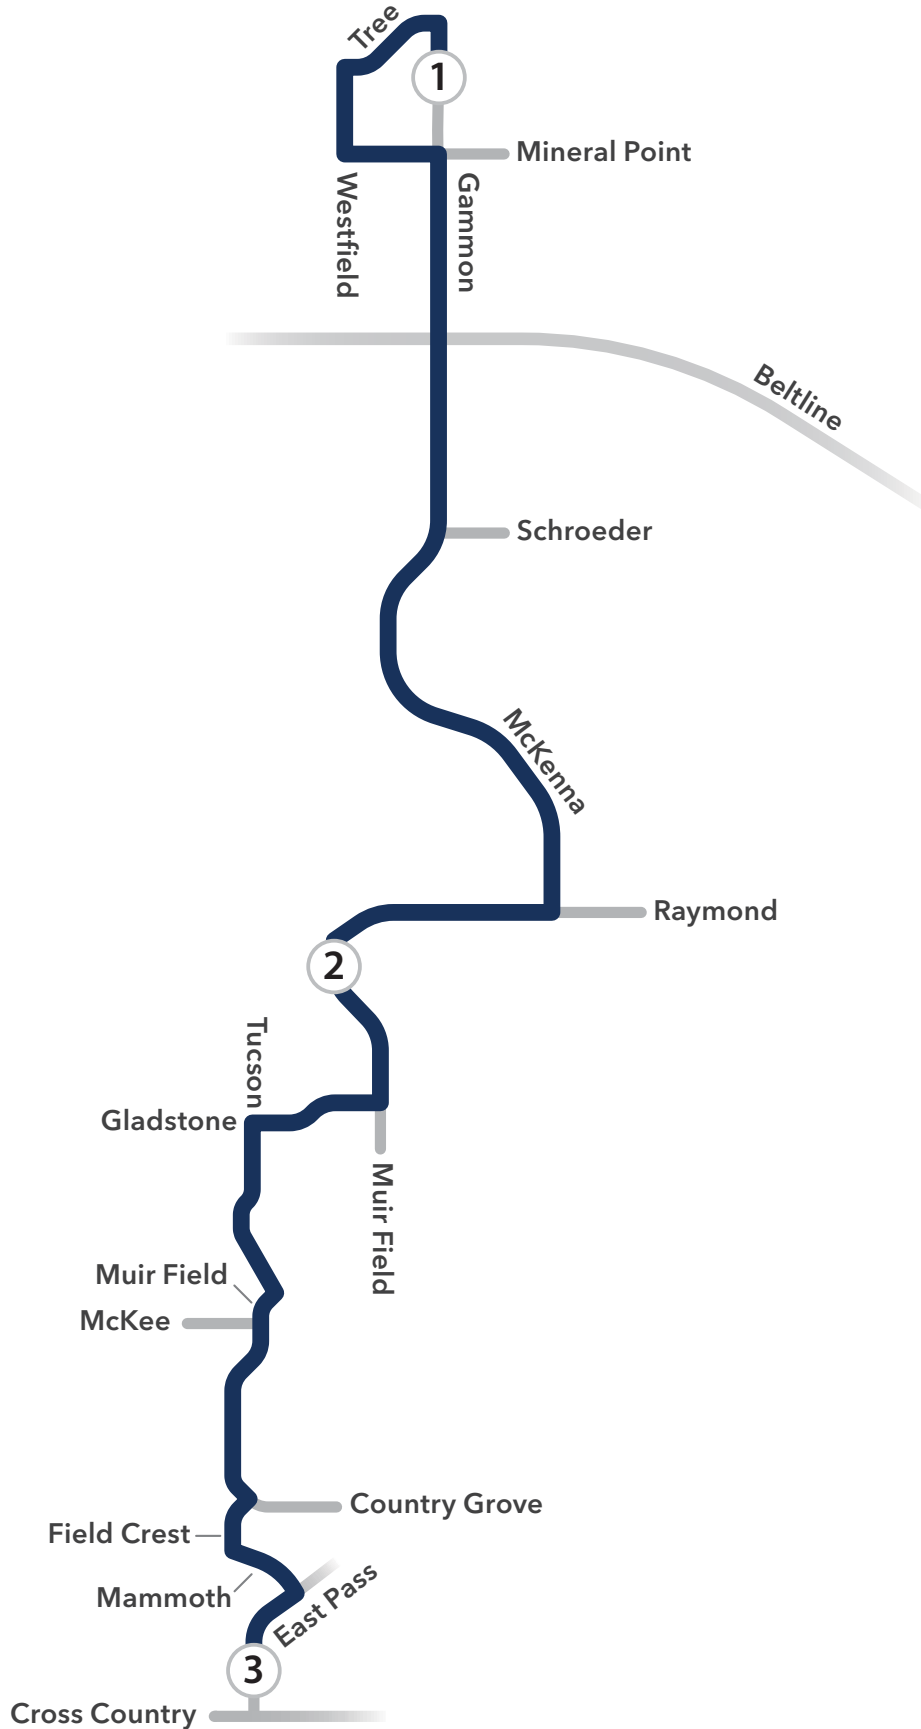 Tree
1
Mineral Point
Westfield
Gammon
Beltline
Schroeder
McKenna
Raymond
2
Tucson
Gladstone
Muir Field
Muir Field
McKee
Country Grove
Field Crest
East Pass
Mammoth
3
Cross Country